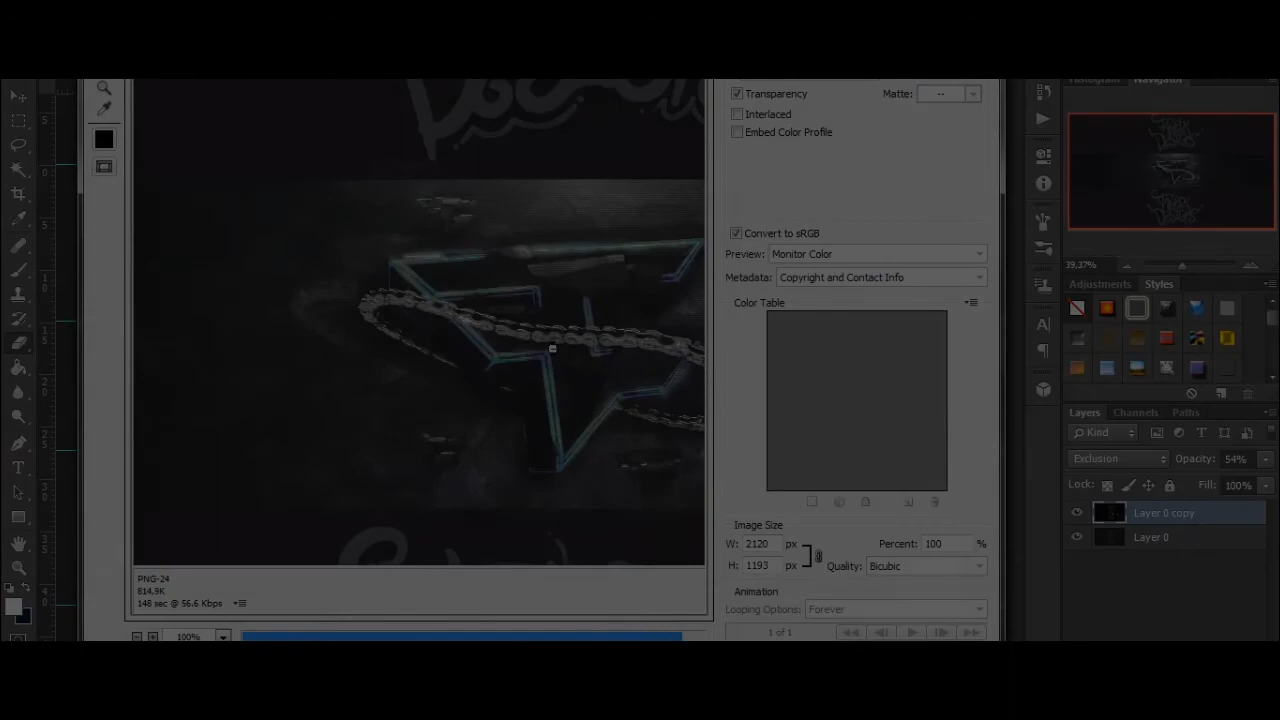 Histogram Navigator
Transparency
Matte: --
Interlaced
Embed Color Profile
Convert to sRGB
Preview: Monitor Color
Metadata: Copyright and Contact Info
39,37%
Adjustments Styles
Color Table
Layers Channels Paths
Kind
Exclusion Opacity: 54%
Lock: Fill: 100%
Layer 0 copy
Layer 0
Image Size
W: 2120 px Percent: 100 %
H: 1193 px Quality: Bicubic
PNG-24
814,9K
148 sec @ 56.6 Kbps
Animation
Looping Options: Forever
1 of 1
100%